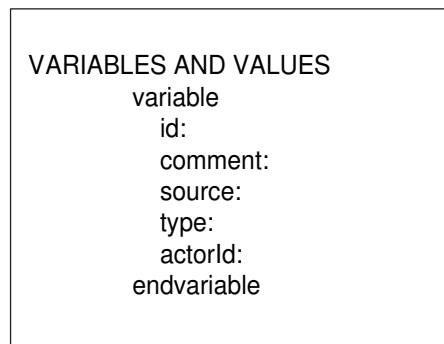 VARIABLES AND VALUES
variable
id:
comment:
source:
type:
actorId:
endvariable